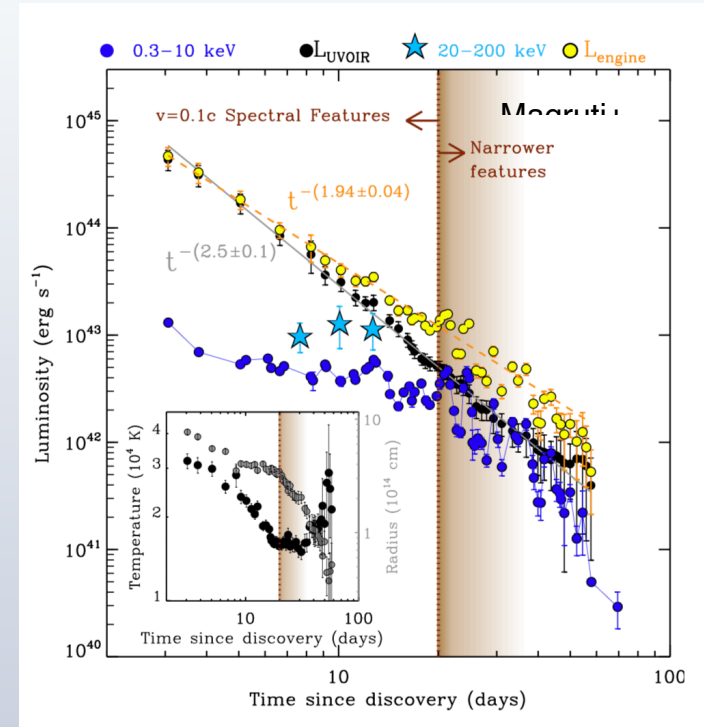 0.3-10 keV L_UVOIR 20-200 keV L_engine
v=0.1c Spectral Features
Narrower
features
t^-(1.94±0.04)
t^-(2.5±0.1)
Luminosity (erg s^-1)
10^45
10^44
10^43
10^42
10^41
10^40
Temperature (10^4 K)
4
3
2
1
Radius (10^14 cm)
10
1
10 100
Time since discovery (days)
10 100
Time since discovery (days)